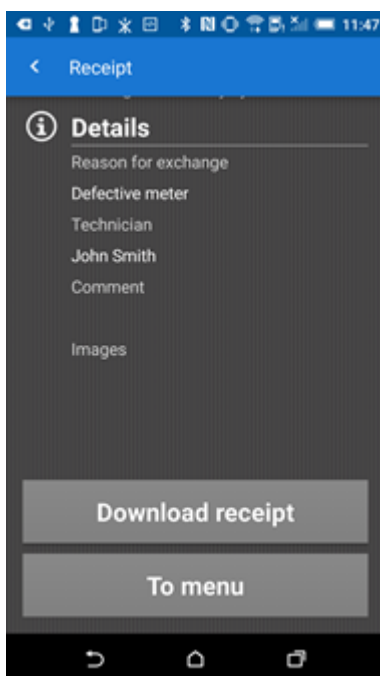 11:47
Receipt
Details
Reason for exchange
Defective meter
Technician
John Smith
Comment
Images
Download receipt
To menu